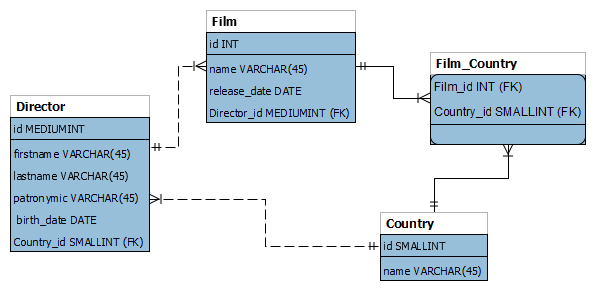 Film
id INT
name VARCHAR(45)
release_date DATE
Director_id MEDIUMINT (FK)
Film_Country
Film_id INT (FK)
Country_id SMALLINT (FK)
Director
id MEDIUMINT
firstname VARCHAR(45)
lastname VARCHAR(45)
patronymic VARCHAR(45)
birth_date DATE
Country_id SMALLINT (FK)
Country
id SMALLINT
name VARCHAR(45)